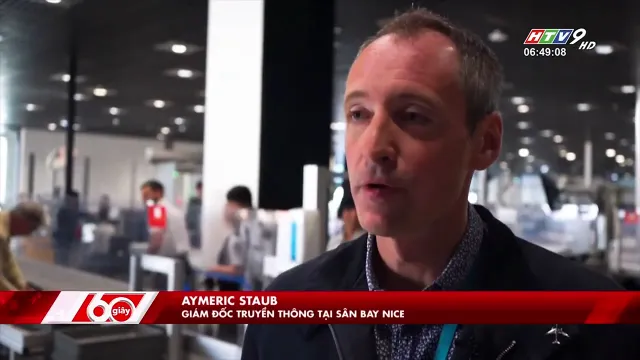 HTV9 HD
06:49:08
60 giây
AYMERIC STAUB
GIÁM ĐỐC TRUYỀN THÔNG TẠI SÂN BAY NICE